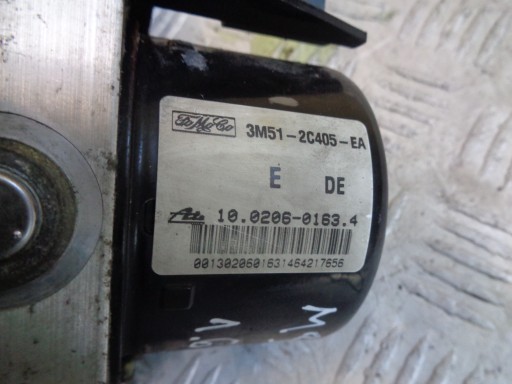 FoMoCo 3M51-2C405-EA
E DE
Ate 10.0206-0163.4
0013020601631464217656